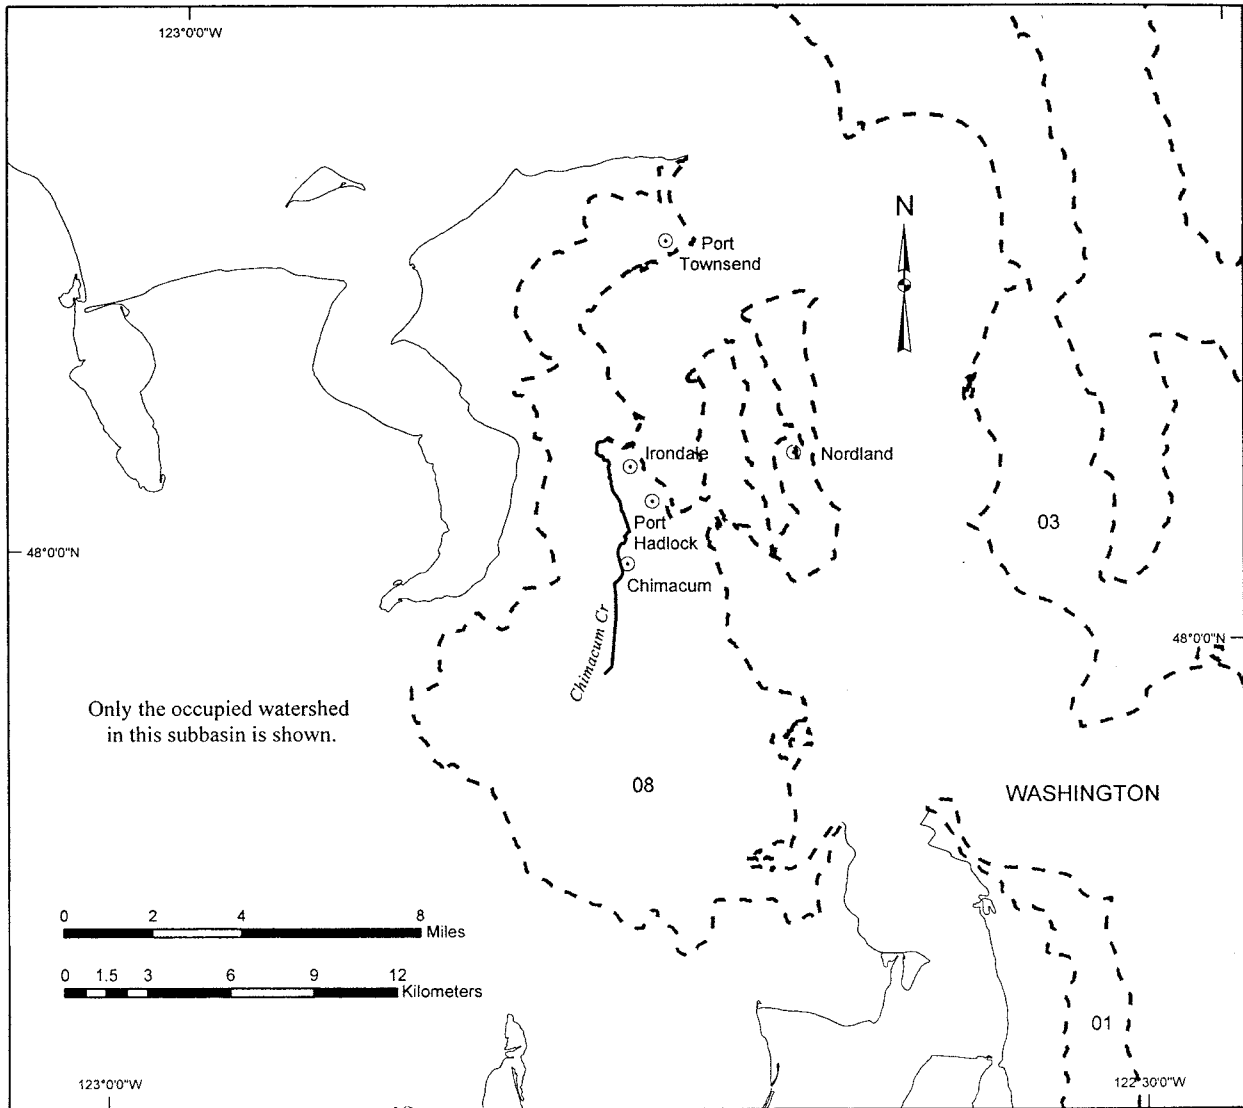 123°0'0"W
N
Port
Townsend
Irondale
Nordland
Port
Hadlock
03
48°0'0"N
Chimacum
Chimacum Cr
48°0'0"N
Only the occupied watershed
in this subbasin is shown.
08
WASHINGTON
0 2 4 8
Miles
0 1.5 3 6 9 12
Kilometers
01
123°0'0"W
122°30'0"W